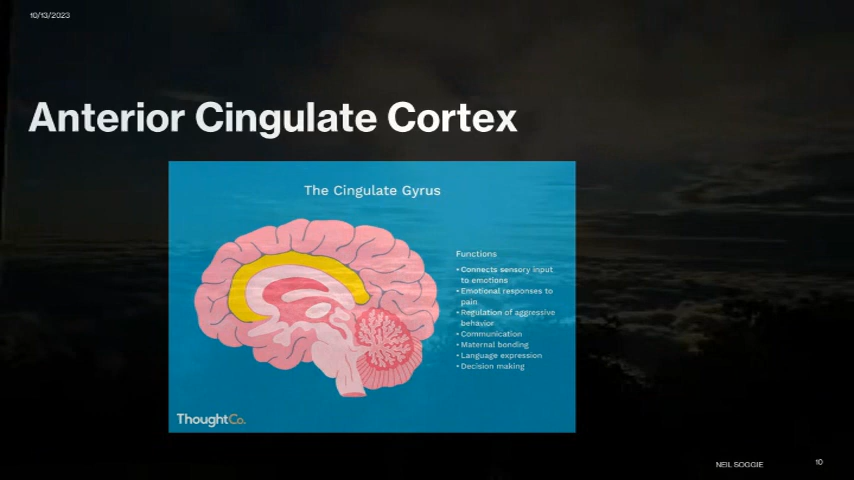 10/13/2023
Anterior Cingulate Cortex
The Cingulate Gyrus
Functions
• Connects sensory input
to emotions
• Emotional responses to
pain
• Regulation of aggressive
behavior
• Communication
• Maternal bonding
• Language expression
• Decision making
ThoughtCo.
NEIL SOGGIE
10